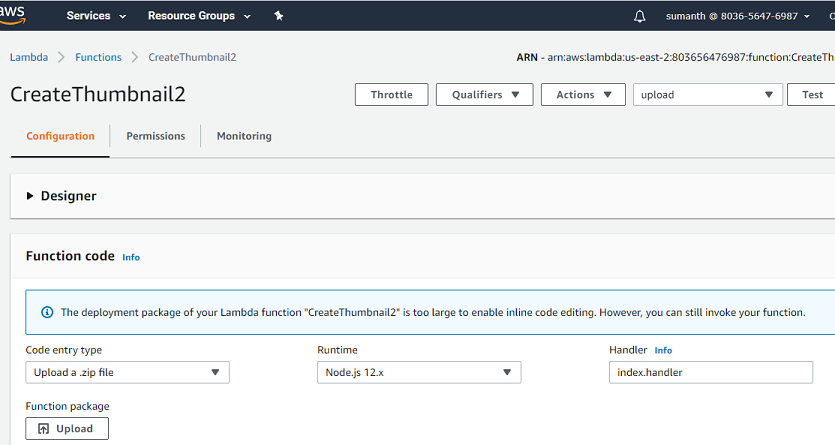 aws Services Resource Groups sumanth @ 8036-5647-6987
Lambda Functions CreateThumbnail2 ARN - arn:aws:lambda:us-east-2:803656476987:function:CreateTh
CreateThumbnail2 Throttle Qualifiers Actions upload Test
Configuration Permissions Monitoring
Designer
Function code Info
The deployment package of your Lambda function "CreateThumbnail2" is too large to enable inline code editing. However, you can still invoke your function.
Code entry type Runtime Handler Info
Upload a .zip file Node.js 12.x index.handler
Function package
Upload